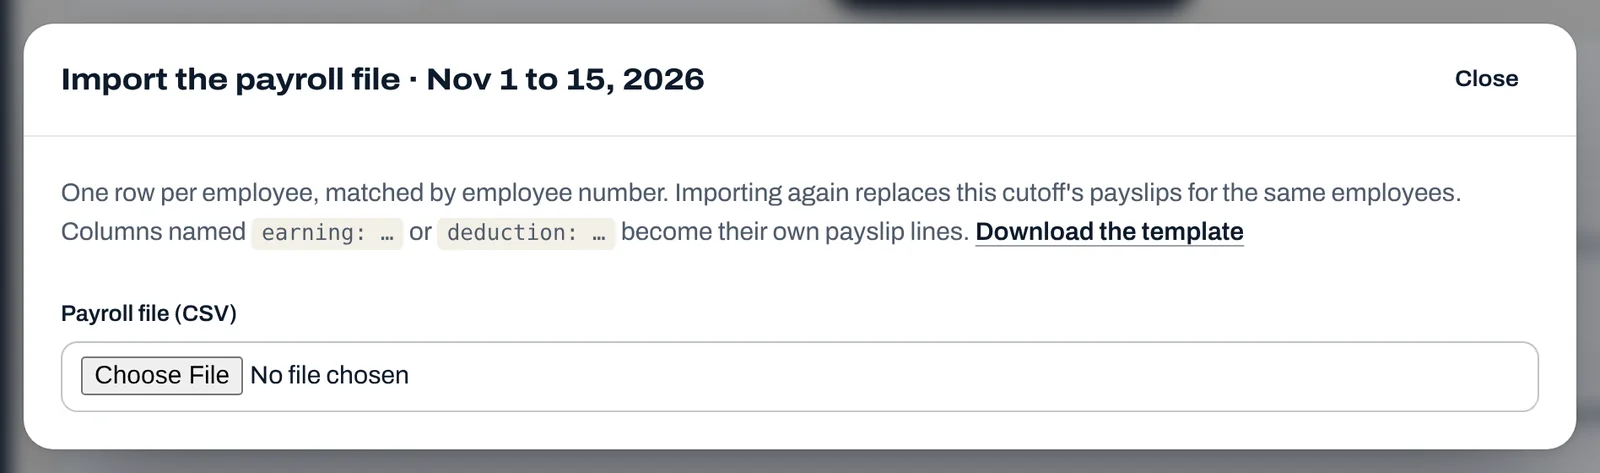 Import the payroll file · Nov 1 to 15, 2026
Close
One row per employee, matched by employee number. Importing again replaces this cutoff's payslips for the same employees.
Columns named earning: … or deduction: … become their own payslip lines. Download the template
Payroll file (CSV)
Choose File No file chosen